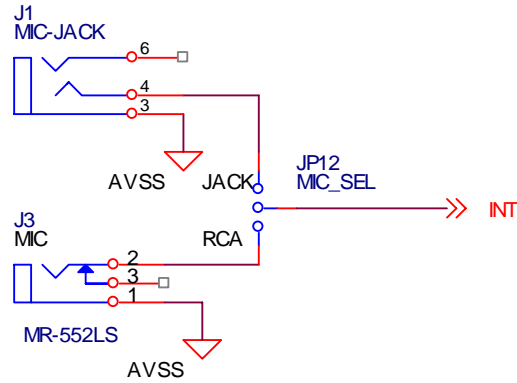 J1
MIC-JACK
6
4
3
AVSS
JACK
JP12
MIC_SEL
INT
RCA
J3
MIC
2
3
1
MR-552LS
AVSS